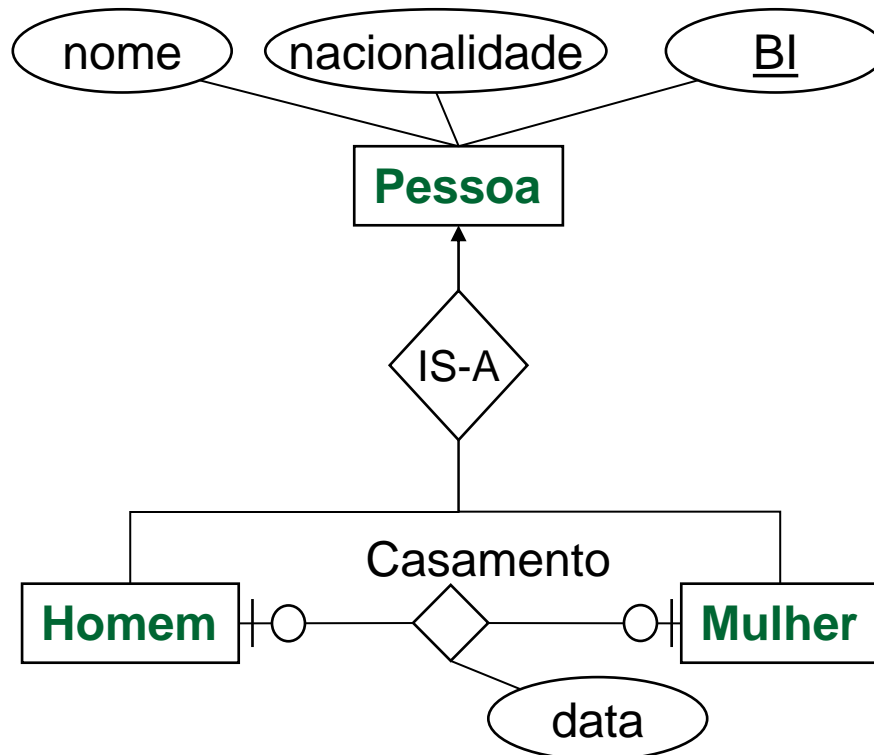 nome
nacionalidade
BI
Pessoa
IS-A
Casamento
Homem
Mulher
data